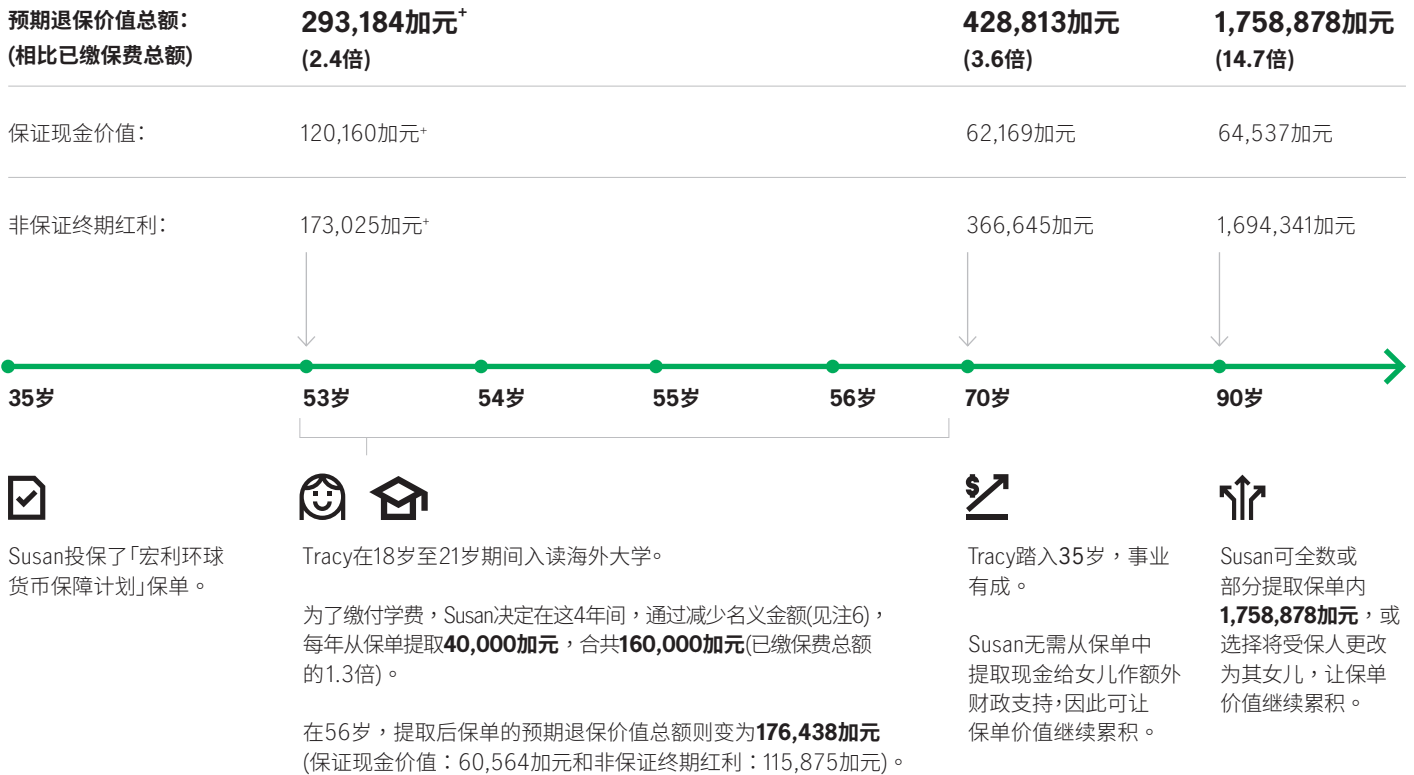 预期退保价值总额：
(相比已缴保费总额)
293,184加元+
(2.4倍)
428,813加元
(3.6倍)
1,758,878加元
(14.7倍)
保证现金价值：
120,160加元+
62,169加元
64,537加元
非保证终期红利：
173,025加元+
366,645加元
1,694,341加元
35岁
53岁
54岁
55岁
56岁
70岁
90岁
Susan投保了「宏利环球
货币保障计划」保单。
Tracy在18岁至21岁期间入读海外大学。
为了缴付学费，Susan决定在这4年间，通过减少名义金额(见注6)，
每年从保单提取40,000加元，合共160,000加元(已缴保费总额
的1.3倍)。
在56岁，提取后保单的预期退保价值总额则变为176,438加元
(保证现金价值：60,564加元和非保证终期红利：115,875加元)。
$
Tracy踏入35岁，事业
有成。
Susan无需从保单中
提取现金给女儿作额外
财政支持，因此可让
保单价值继续累积。
Susan可全数或
部分提取保单内
1,758,878加元，或
选择将受保人更改
为其女儿，让保单
价值继续累积。